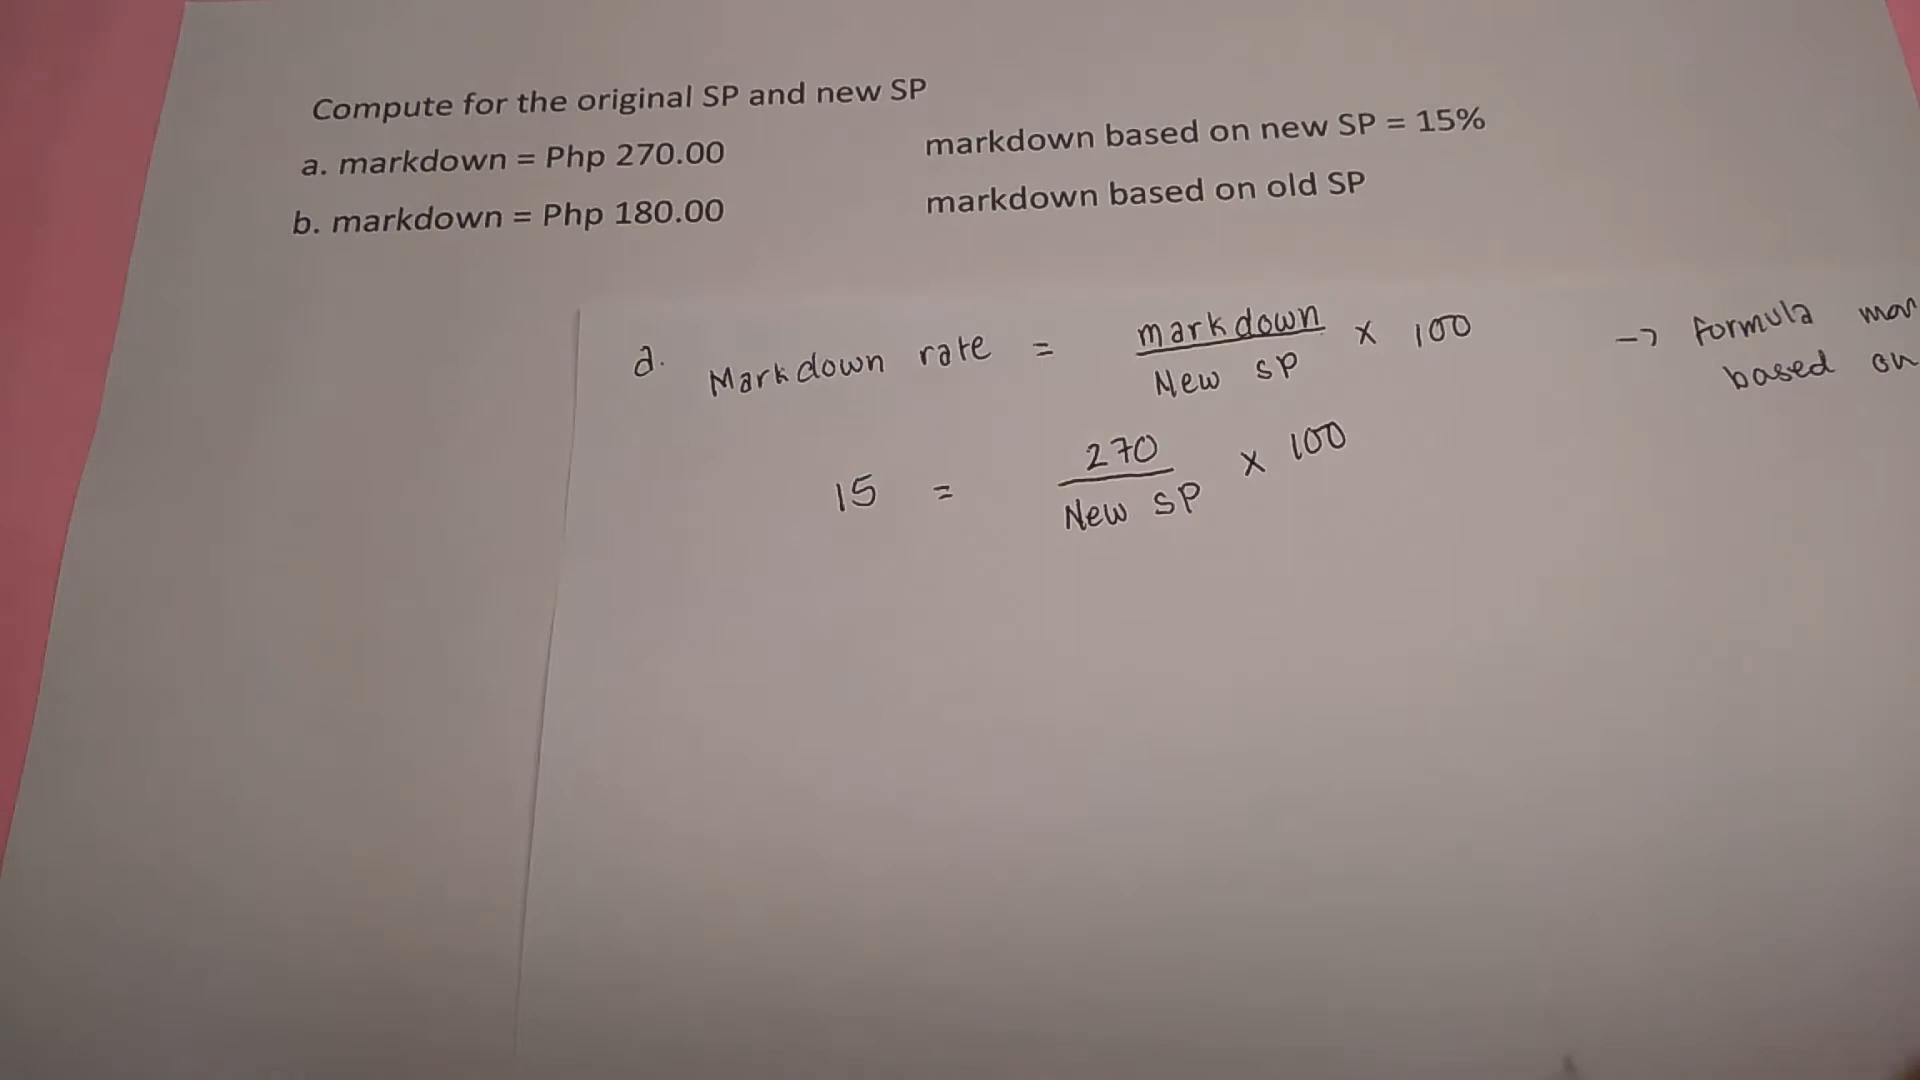 Compute for the original SP and new SP
a. markdown = Php 270.00 markdown based on new SP = 15%
b. markdown = Php 180.00 markdown based on old SP
a. Markdown rate = markdown / New SP x 100 → formula
based on
15 = 270 / New SP x 100